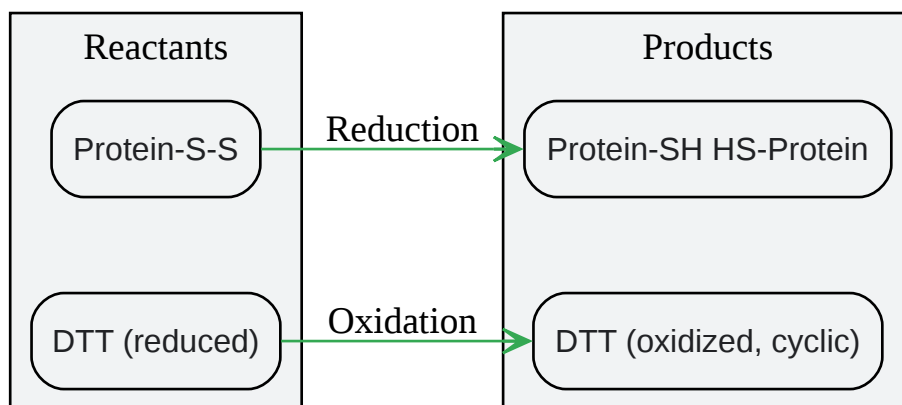 Reactants
Products
Protein-S-S
Reduction
Protein-SH HS-Protein
DTT (reduced)
Oxidation
DTT (oxidized, cyclic)